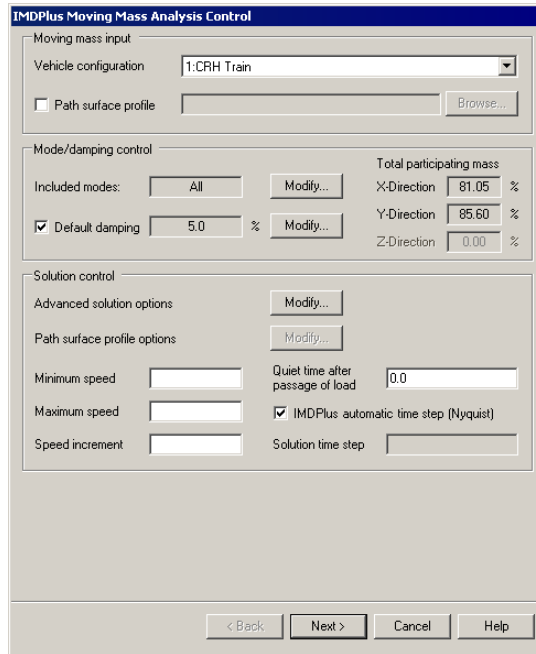 IMDPlus Moving Mass Analysis Control
Moving mass input
Vehicle configuration 1:CRH Train
Path surface profile Browse...
Mode/damping control
Total participating mass
Included modes: All Modify... X-Direction 81.05 %
Default damping 5.0 % Modify... Y-Direction 85.60 %
Z-Direction 0.00 %
Solution control
Advanced solution options Modify...
Path surface profile options Modify...
Minimum speed Quiet time after passage of load 0.0
Maximum speed IMDPlus automatic time step (Nyquist)
Speed increment Solution time step
< Back Next > Cancel Help